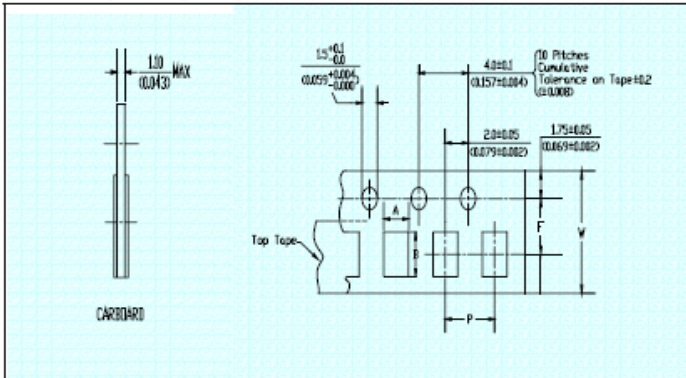 1.10
(0.043)
MAX
CARBOARD
1.5+0.1
-0.0
(0.059+0.004
-0.000)
4.0±0.1
(0.157±0.004)
10 Pitches
Cumulative
Tolerance on Tape±0.2
(±0.008)
2.0±0.05
(0.079±0.002)
1.75±0.05
(0.069±0.002)
A
B
F
W
Top Tape
P